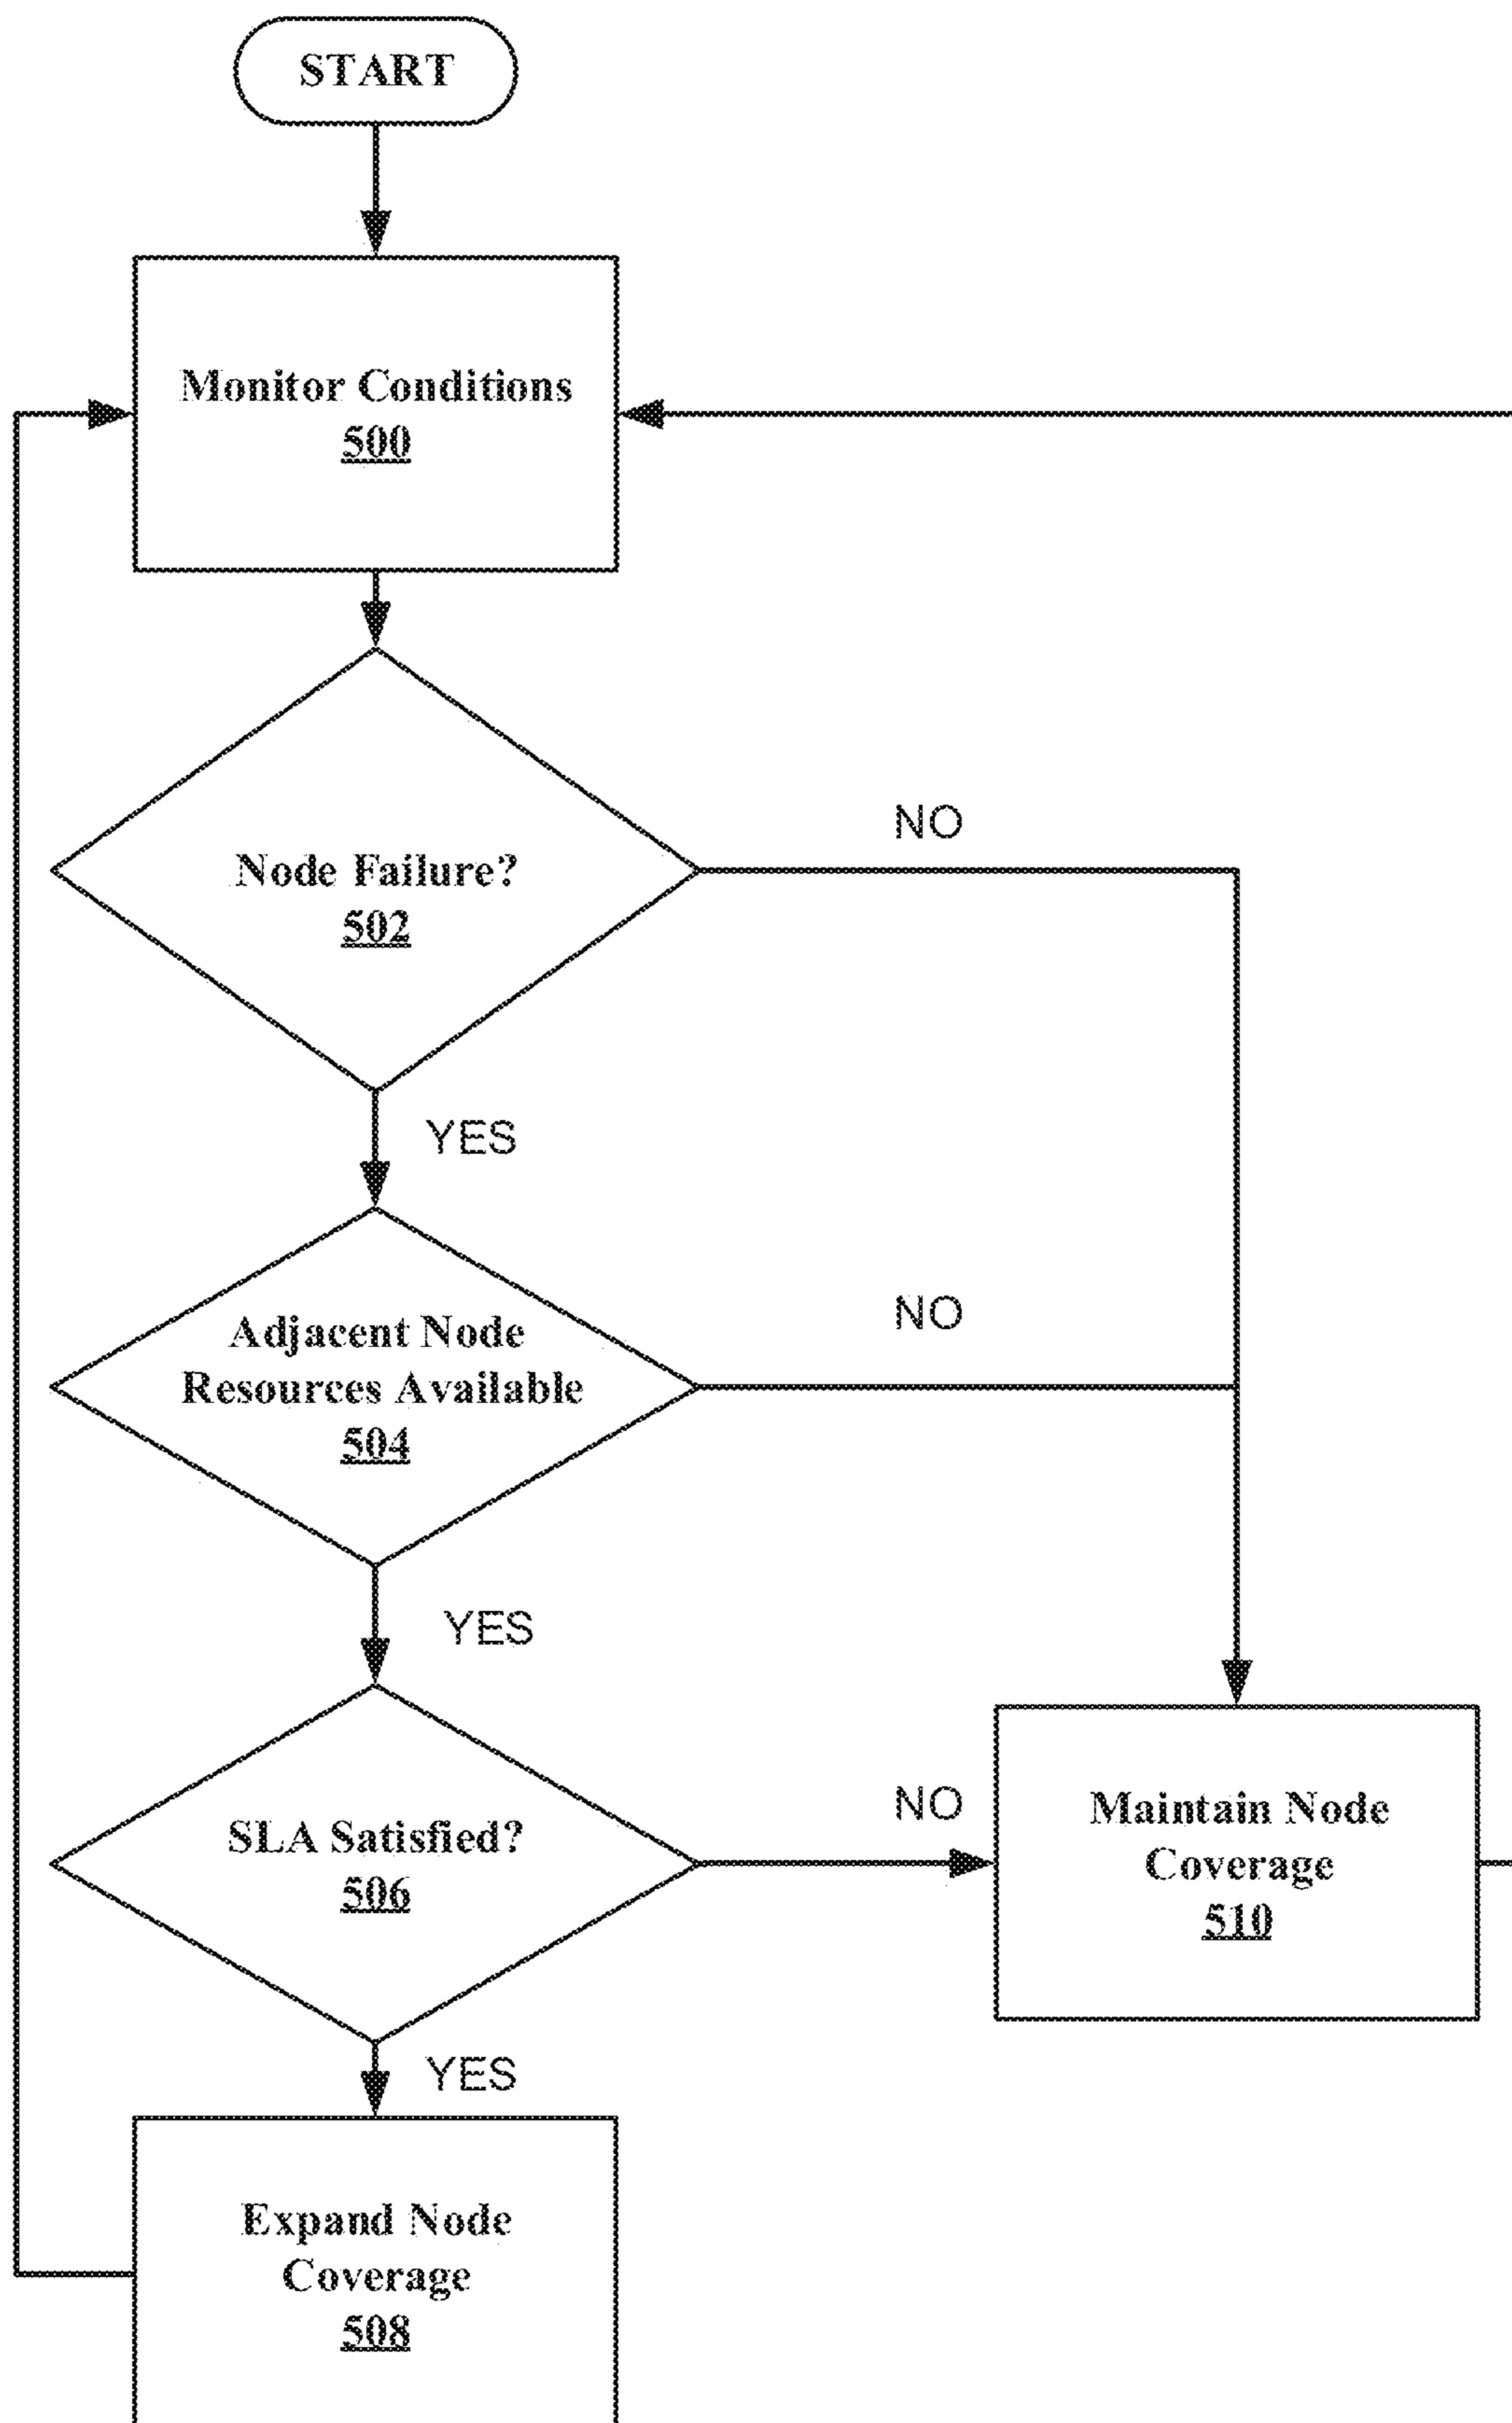 START
Monitor Conditions
500
NO
Node Failure?
502
YES
NO
Adjacent Node
Resources Available
504
YES
NO
SLA Satisfied?
506
Maintain Node
Coverage
510
YES
Expand Node
Coverage
508